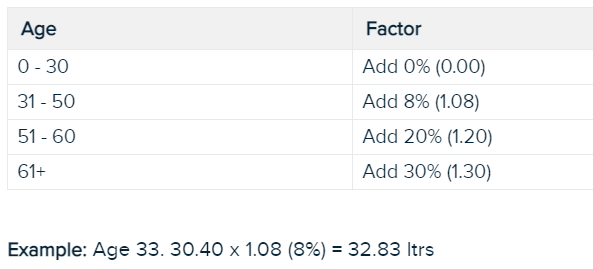 Age Factor
0 - 30 Add 0% (0.00)
31 - 50 Add 8% (1.08)
51 - 60 Add 20% (1.20)
61+ Add 30% (1.30)
Example: Age 33. 30.40 x 1.08 (8%) = 32.83 ltrs